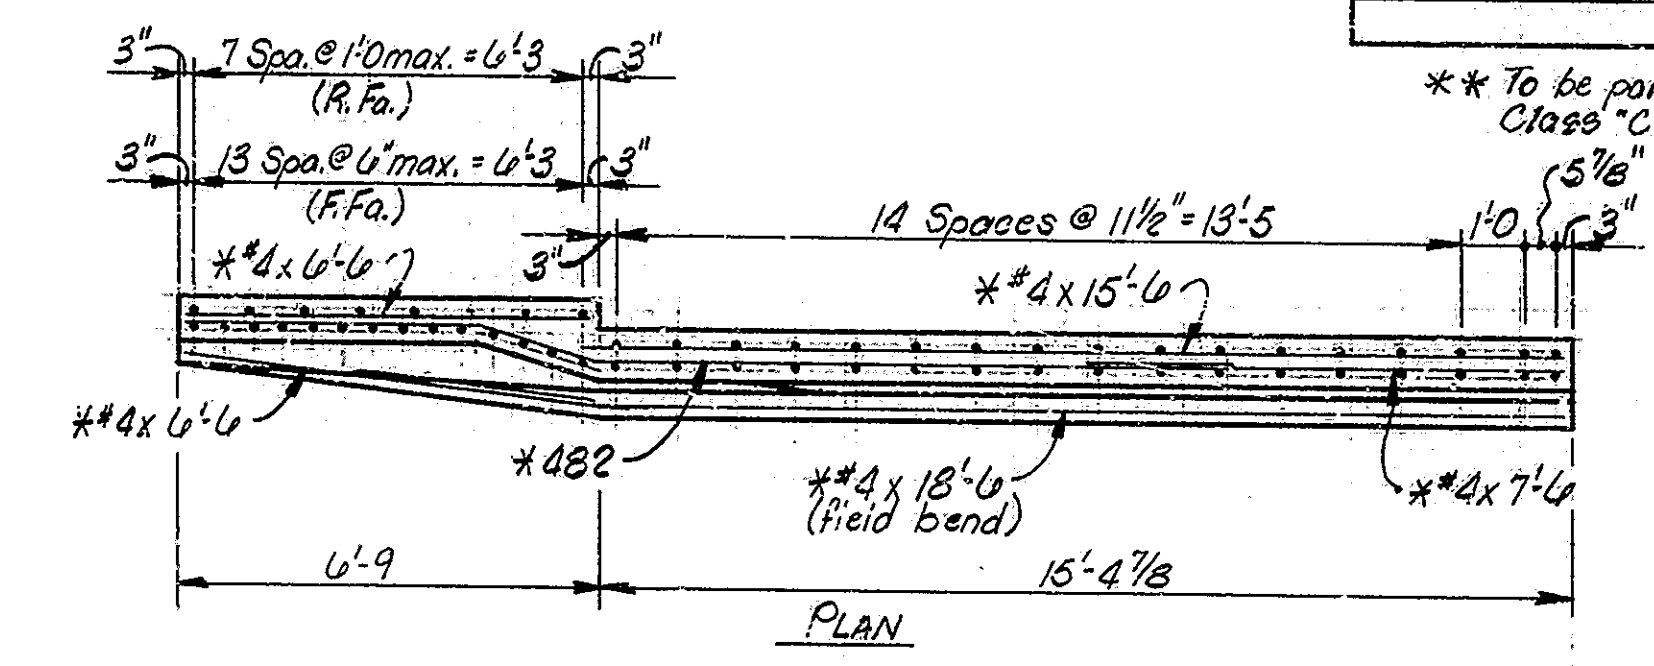 3" 7 Spa. @ 1'-0 max. = 6'-3 3"
(R. Fa.)
3" 13 Spa. @ 6" max. = 6'-3 3"
(F. Fa.)
** To be
Class "C
5 7/8"
14 Spaces @ 11 1/2" = 13'-5 1'-0 3"
3"
*#4 x 6'-6
*#4 x 15'-6
*#4 x 6'-6
*482
*#4 x 18'-6
(field bend)
*#4 x 7'-6
6'-9
15'-4 7/8
PLAN